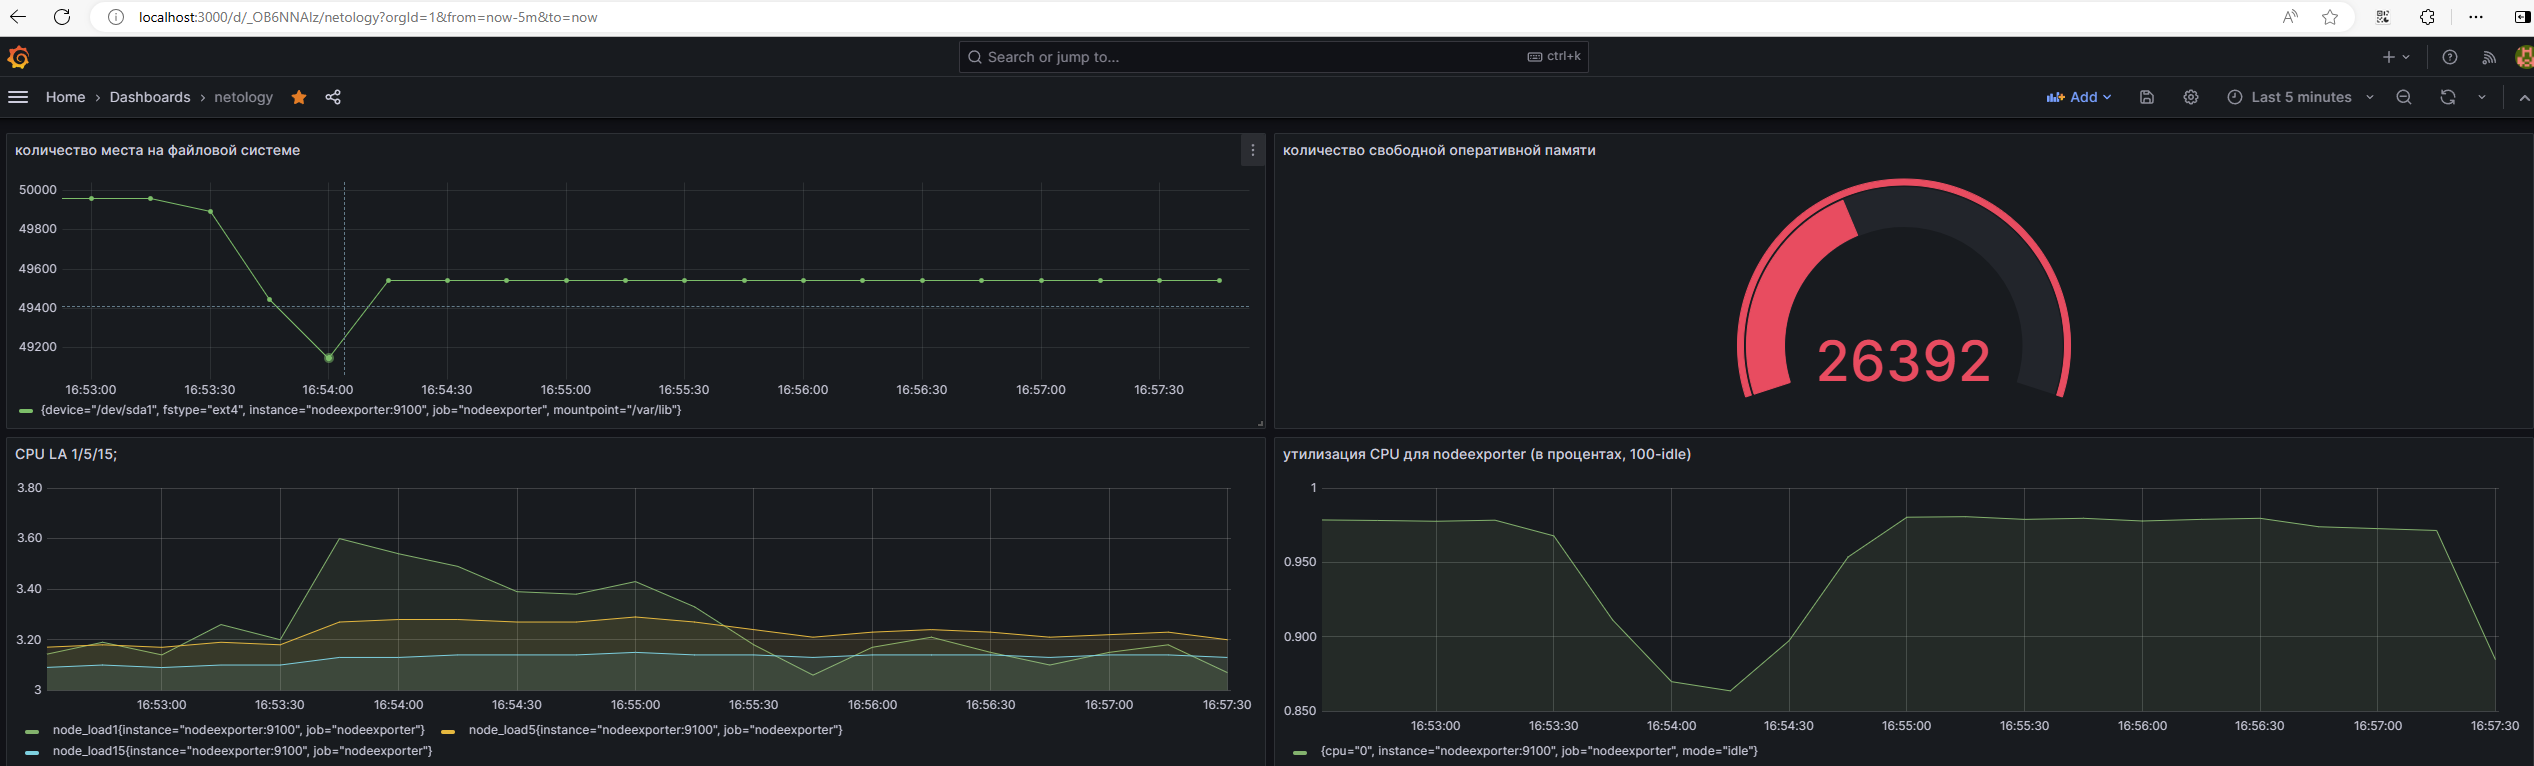 localhost:3000/d/_OB6NNAIz/netology?orgId=1&from=now-5m&to=now
Search or jump to...
ctrl+k
Home › Dashboards › netology
Add
Last 5 minutes
количество места на файловой системе
50000
49800
49600
49400
49200
16:53:00 16:53:30 16:54:00 16:54:30 16:55:00 16:55:30 16:56:00 16:56:30 16:57:00 16:57:30
{device="/dev/sda1", fstype="ext4", instance="nodeexporter:9100", job="nodeexporter", mountpoint="/var/lib"}
количество свободной оперативной памяти
26392
CPU LA 1/5/15;
3.80
3.60
3.40
3.20
3
16:53:00 16:53:30 16:54:00 16:54:30 16:55:00 16:55:30 16:56:00 16:56:30 16:57:00 16:57:30
node_load1{instance="nodeexporter:9100", job="nodeexporter"} node_load5{instance="nodeexporter:9100", job="nodeexporter"}
node_load15{instance="nodeexporter:9100", job="nodeexporter"}
утилизация CPU для nodeexporter (в процентах, 100-idle)
1
0.950
0.900
0.850
16:53:00 16:53:30 16:54:00 16:54:30 16:55:00 16:55:30 16:56:00 16:56:30 16:57:00 16:57:30
{cpu="0", instance="nodeexporter:9100", job="nodeexporter", mode="idle"}